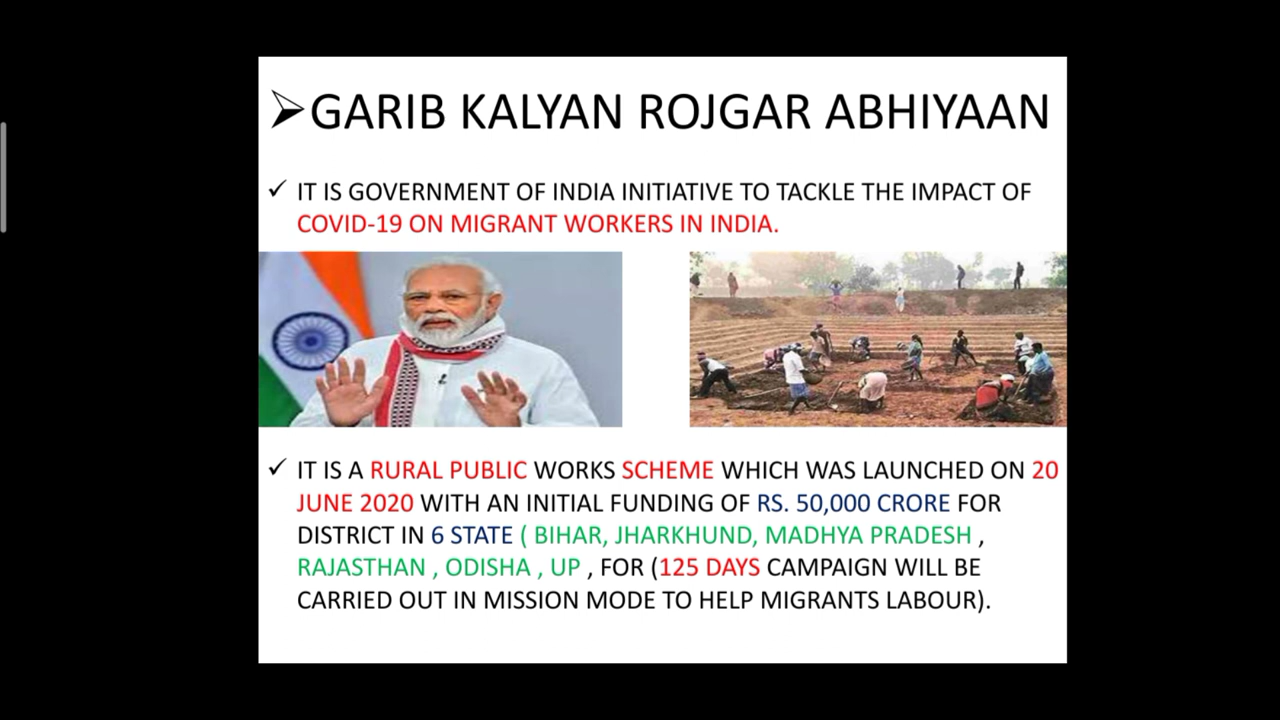 ➢GARIB KALYAN ROJGAR ABHIYAAN
✓ IT IS GOVERNMENT OF INDIA INITIATIVE TO TACKLE THE IMPACT OF
COVID-19 ON MIGRANT WORKERS IN INDIA.
✓ IT IS A RURAL PUBLIC WORKS SCHEME WHICH WAS LAUNCHED ON 20
JUNE 2020 WITH AN INITIAL FUNDING OF RS. 50,000 CRORE FOR
DISTRICT IN 6 STATE ( BIHAR, JHARKHUND, MADHYA PRADESH ,
RAJASTHAN , ODISHA , UP , FOR (125 DAYS CAMPAIGN WILL BE
CARRIED OUT IN MISSION MODE TO HELP MIGRANTS LABOUR).